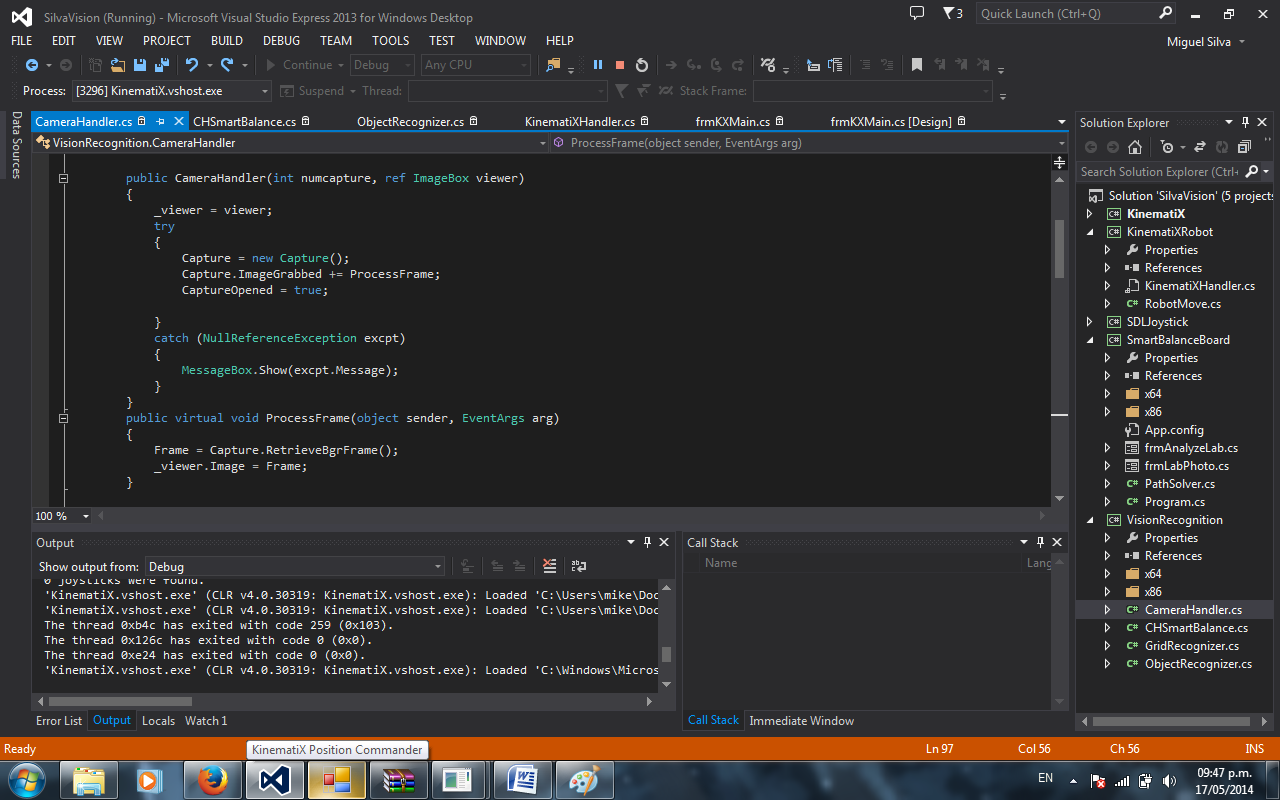 SilvaVision (Running) - Microsoft Visual Studio Express 2013 for Windows Desktop
3
Quick Launch (Ctrl+Q)
FILE EDIT VIEW PROJECT BUILD DEBUG TEAM TOOLS TEST WINDOW HELP
Miguel Silva
Continue Debug Any CPU
Process: [3296] KinematiX.vshost.exe Suspend Thread: Stack Frame:
Data Sources
CameraHandler.cs CHSmartBalance.cs ObjectRecognizer.cs KinematiXHandler.cs frmKXMain.cs frmKXMain.cs [Design]
VisionRecognition.CameraHandler ProcessFrame(object sender, EventArgs arg)
public CameraHandler(int numcapture, ref ImageBox viewer)
{
_viewer = viewer;
try
{
Capture = new Capture();
Capture.ImageGrabbed += ProcessFrame;
CaptureOpened = true;
}
catch (NullReferenceException excpt)
{
MessageBox.Show(excpt.Message);
}
}
public virtual void ProcessFrame(object sender, EventArgs arg)
{
Frame = Capture.RetrieveBgrFrame();
_viewer.Image = Frame;
}
100 %
Output
Show output from: Debug
0 joysticks were found.
'KinematiX.vshost.exe' (CLR v4.0.30319: KinematiX.vshost.exe): Loaded 'C:\Users\mike\Doc
'KinematiX.vshost.exe' (CLR v4.0.30319: KinematiX.vshost.exe): Loaded 'C:\Users\mike\Doc
The thread 0xb4c has exited with code 259 (0x103).
The thread 0x126c has exited with code 0 (0x0).
The thread 0xe24 has exited with code 0 (0x0).
'KinematiX.vshost.exe' (CLR v4.0.30319: KinematiX.vshost.exe): Loaded 'C:\Windows\Micros
Error List Output Locals Watch 1
Call Stack
Name Lang
Call Stack Immediate Window
Solution Explorer
Search Solution Explorer (Ctrl+
Solution 'SilvaVision' (5 projects
C# KinematiX
C# KinematiXRobot
Properties
References
KinematiXHandler.cs
C# RobotMove.cs
C# SDLJoystick
C# SmartBalanceBoard
Properties
References
x64
x86
App.config
frmAnalyzeLab.cs
frmLabPhoto.cs
C# PathSolver.cs
C# Program.cs
C# VisionRecognition
Properties
References
x64
x86
C# CameraHandler.cs
C# CHSmartBalance.cs
C# GridRecognizer.cs
C# ObjectRecognizer.cs
Ready
KinematiX Position Commander
Ln 97 Col 56 Ch 56 INS
EN
09:47 p.m.
17/05/2014